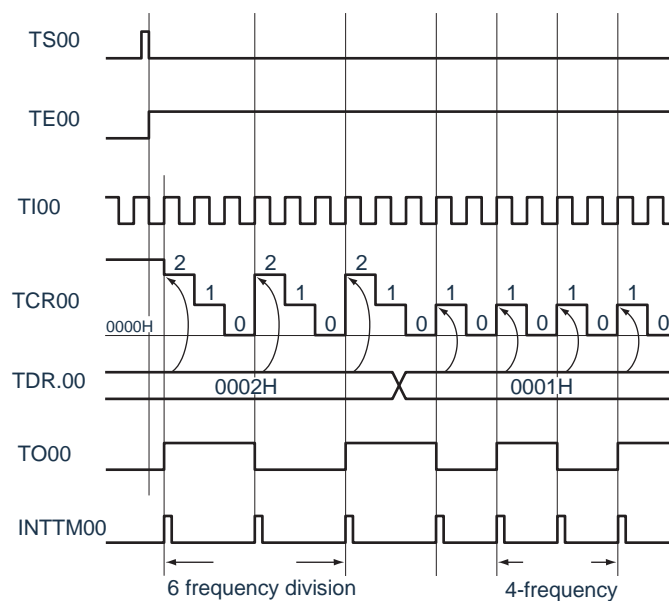 TS00
TE00
TI00
TCR00
2 1 0 2 1 0 2 1 0 1 0 1 0 1 0 1 0
0000H
TDR.00
0002H 0001H
TO00
INTTM00
6 frequency division 4-frequency